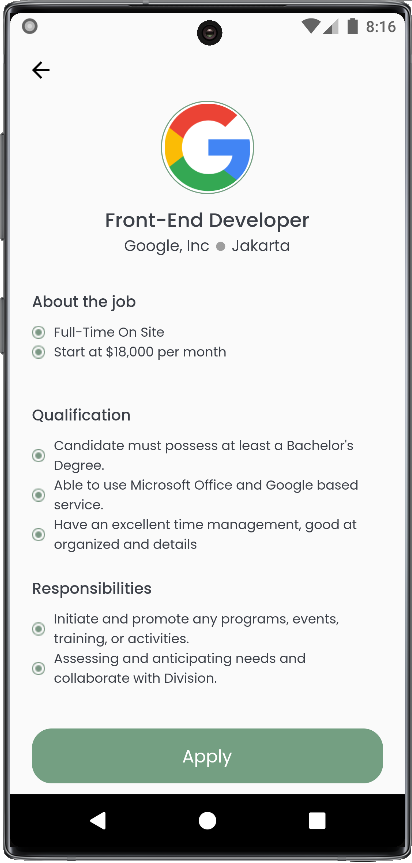 8:16
Front-End Developer
Google, Inc ● Jakarta
About the job
Full-Time On Site
Start at $18,000 per month
Qualification
Candidate must possess at least a Bachelor's
Degree.
Able to use Microsoft Office and Google based
service.
Have an excellent time management, good at
organized and details
Responsibilities
Initiate and promote any programs, events,
training, or activities.
Assessing and anticipating needs and
collaborate with Division.
Apply